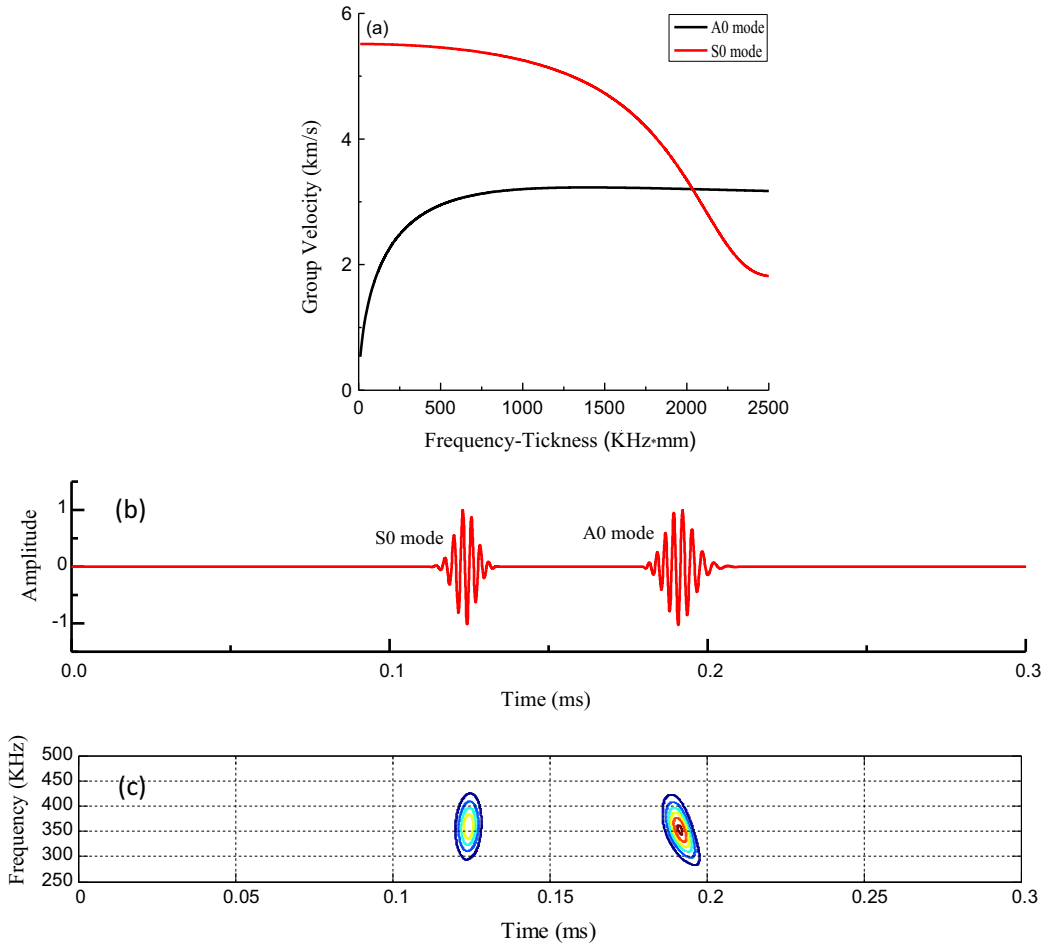 (a)
A0 mode
S0 mode
6
4
2
0
Group Velocity (km/s)
0 500 1000 1500 2000 2500
Frequency-Tickness (KHz*mm)
(b)
1
0
-1
Amplitude
S0 mode
A0 mode
0.0 0.1 0.2 0.3
Time (ms)
(c)
500
450
400
350
300
250
Frequency (KHz)
0 0.05 0.1 0.15 0.2 0.25 0.3
Time (ms)